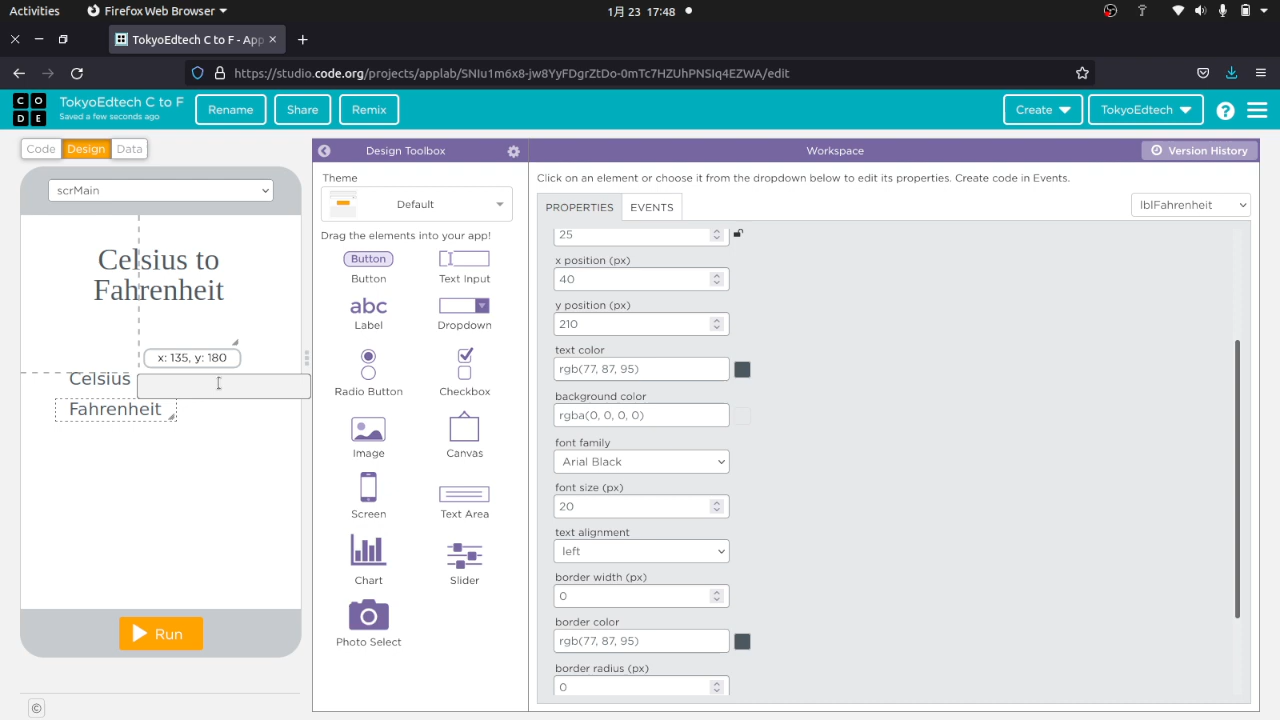 Activities Firefox Web Browser 1月 23 17:48
TokyoEdtech C to F - App
https://studio.code.org/projects/applab/SNIu1m6x8-jw8YyFDgrZtDo-0mTc7HZUhPNSIq4EZWA/edit
CODE
TokyoEdtech C to F
Saved a few seconds ago
Rename Share Remix
Create TokyoEdtech ?
Code Design Data
Design Toolbox
Workspace
Version History
scrMain
Celsius to
Fahrenheit
x: 135, y: 180
Celsius
Fahrenheit
Run
©
Theme
Default
Drag the elements into your app!
Button
Button
Text Input
abc
Label
Dropdown
Radio Button
Checkbox
Image
Canvas
Screen
Text Area
Chart
Slider
Photo Select
Click on an element or choose it from the dropdown below to edit its properties. Create code in Events.
PROPERTIES EVENTS
lblFahrenheit
25
x position (px)
40
y position (px)
210
text color
rgb(77, 87, 95)
background color
rgba(0, 0, 0, 0)
font family
Arial Black
font size (px)
20
text alignment
left
border width (px)
0
border color
rgb(77, 87, 95)
border radius (px)
0